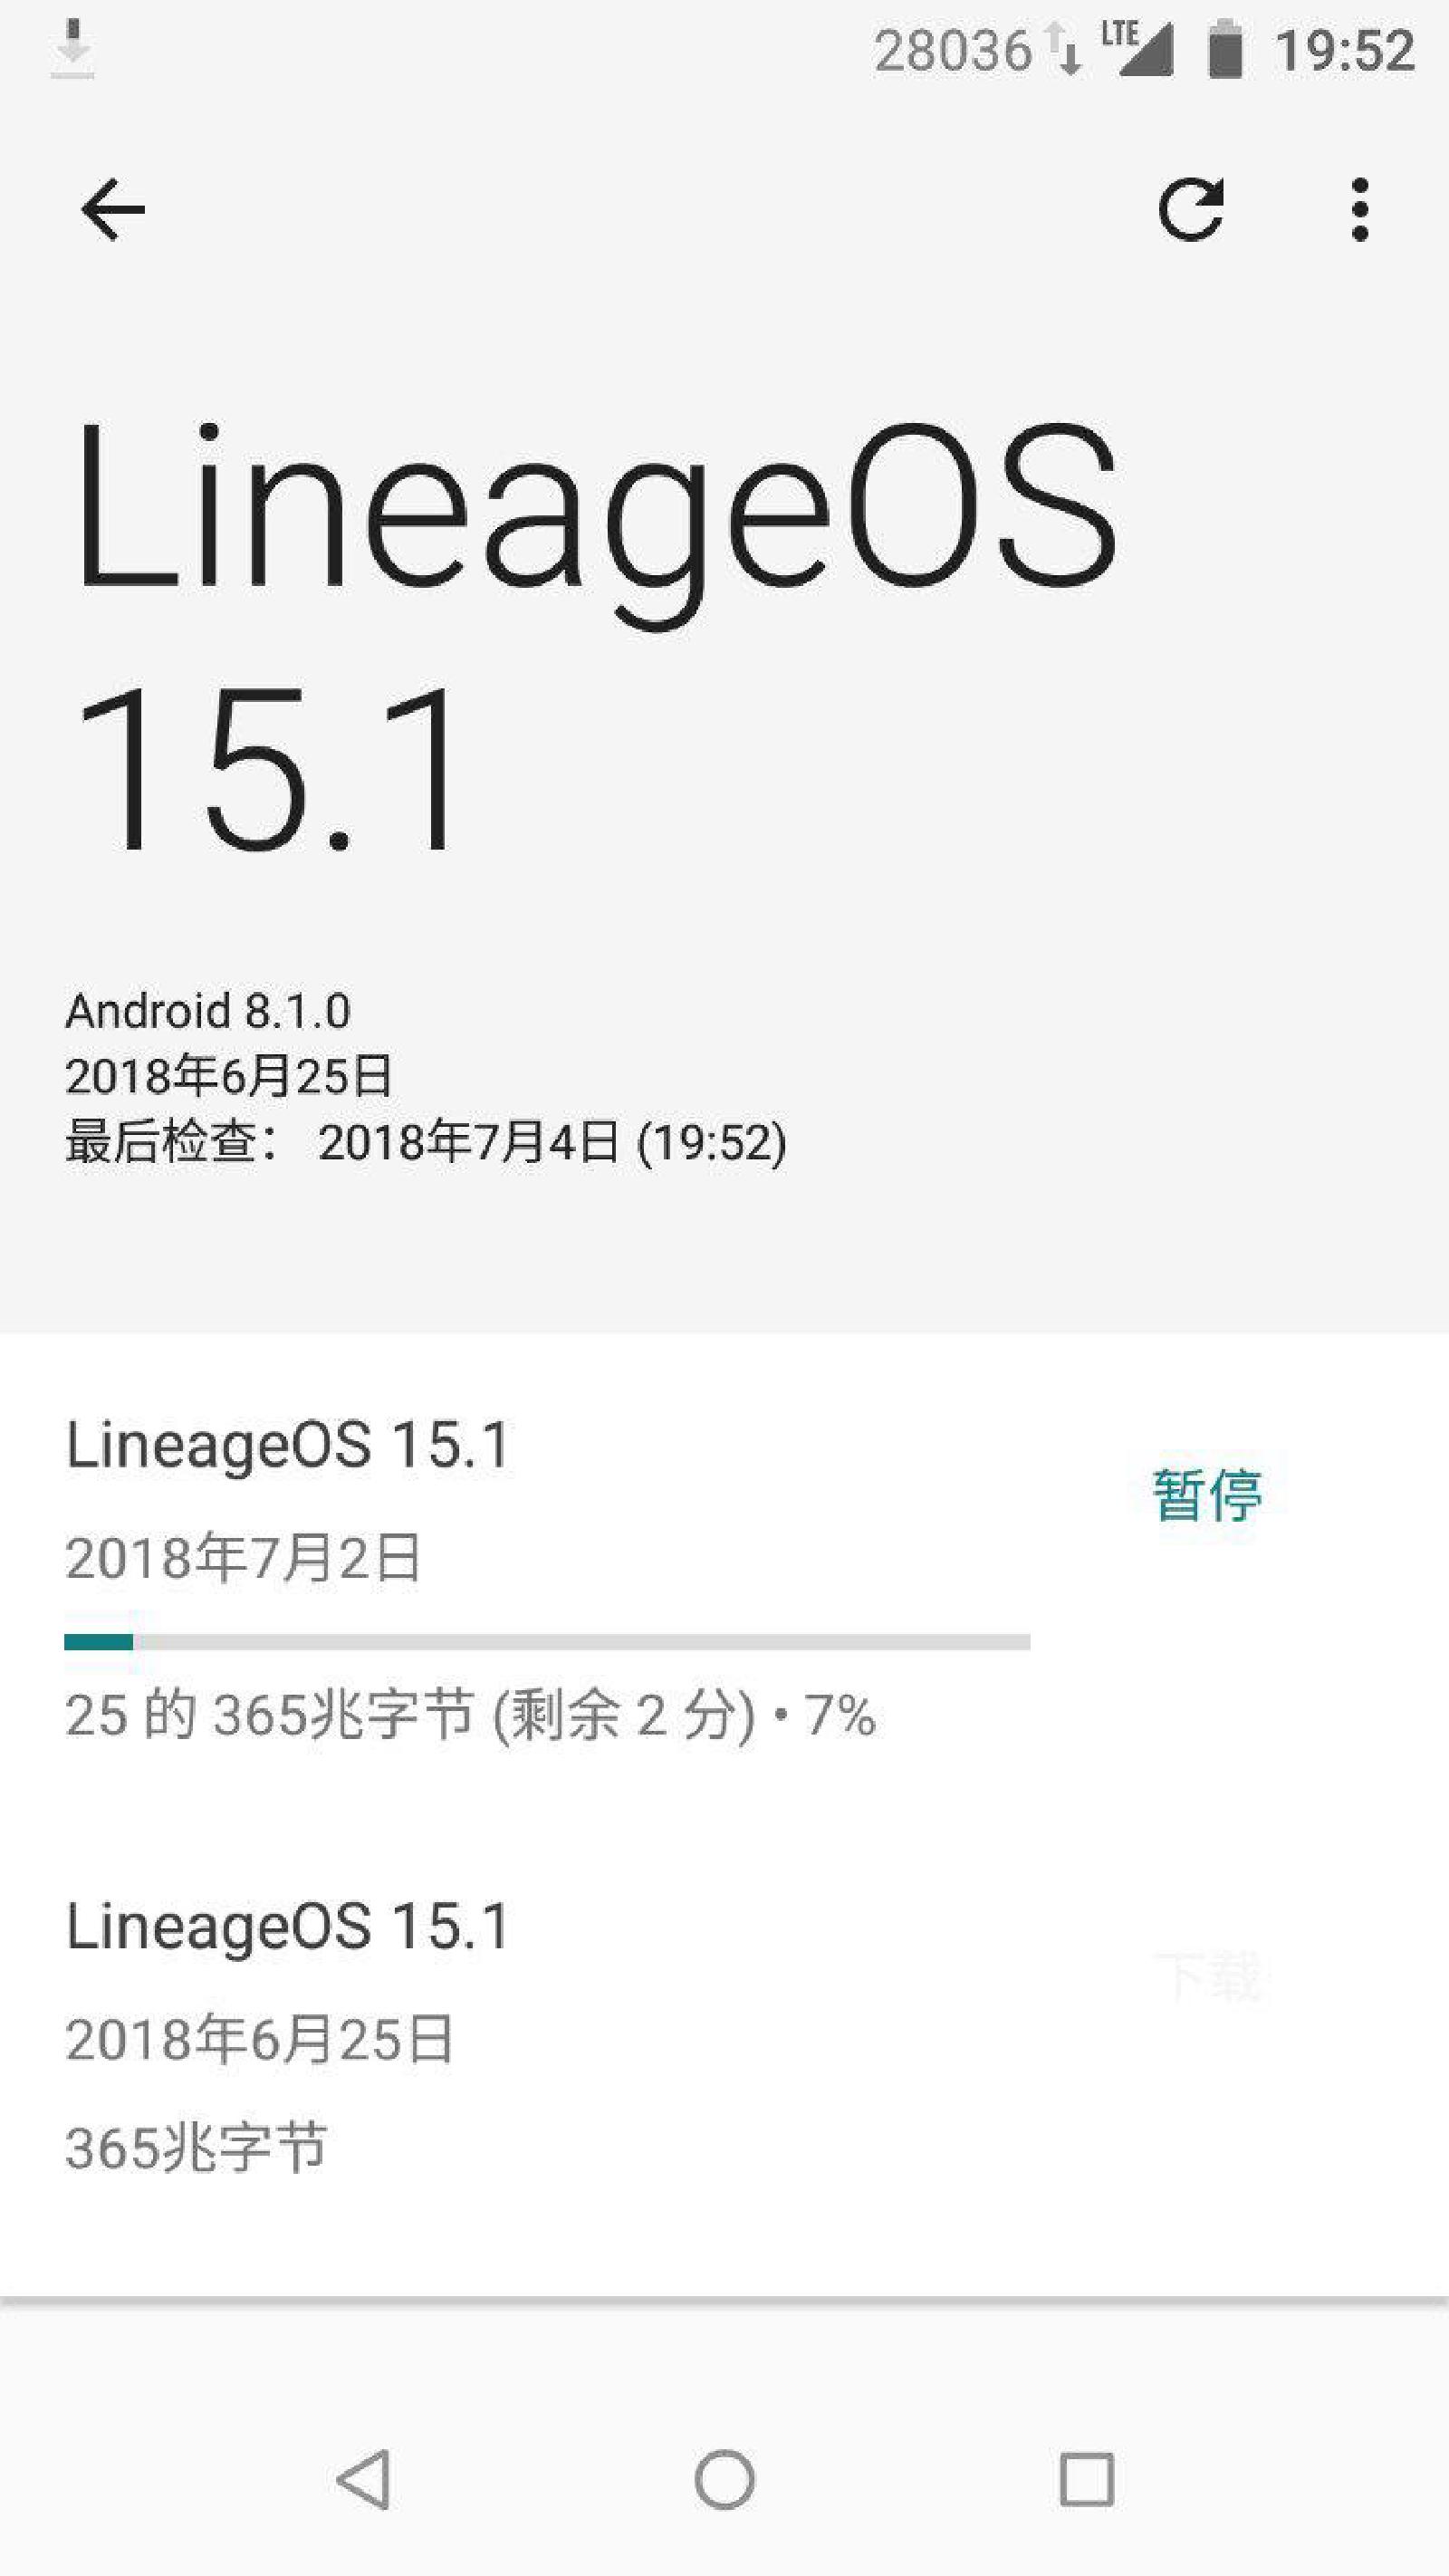 28036 LTE 19:52
LineageOS
15.1
Android 8.1.0
2018年6月25日
最后检查： 2018年7月4日 (19:52)
LineageOS 15.1
暂停
2018年7月2日
25 的 365兆字节 (剩余 2 分) • 7%
LineageOS 15.1
下载
2018年6月25日
365兆字节